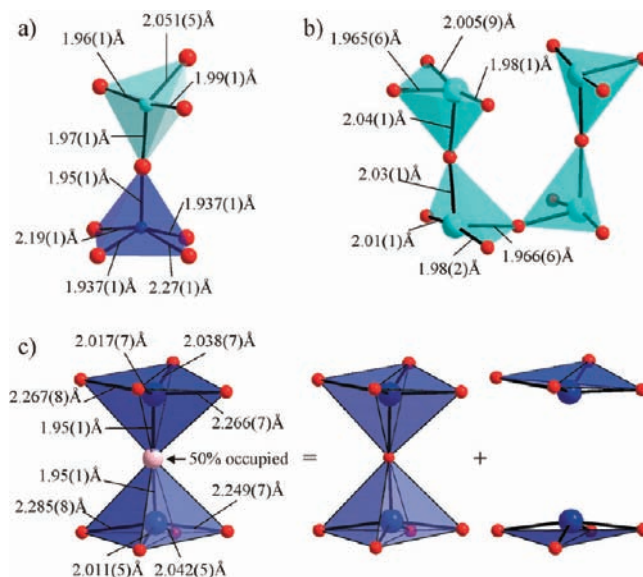 a)
2.051(5)Å
1.96(1)Å
1.99(1)Å
1.97(1)Å
1.95(1)Å
1.937(1)Å
2.19(1)Å
1.937(1)Å
2.27(1)Å
b)
2.005(9)Å
1.965(6)Å
1.98(1)Å
2.04(1)Å
2.03(1)Å
2.01(1)Å
1.966(6)Å
1.98(2)Å
c)
2.017(7)Å
2.038(7)Å
2.267(8)Å
2.266(7)Å
1.95(1)Å
50% occupied
=
+
1.95(1)Å
2.249(7)Å
2.285(8)Å
2.011(5)Å
2.042(5)Å